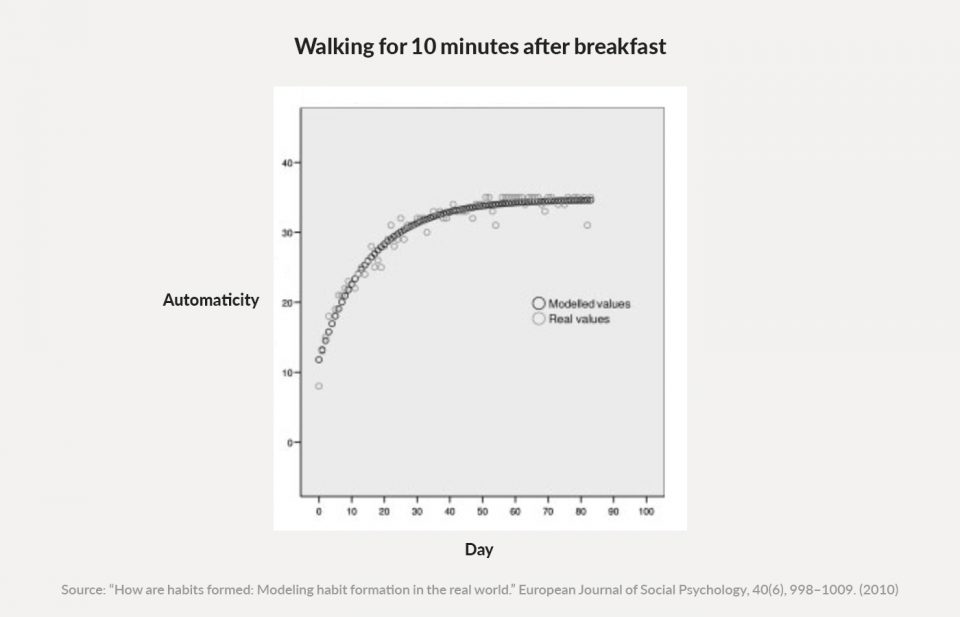 Walking for 10 minutes after breakfast
40
30
Automaticity
20
10
0
Modelled values
Real values
0 10 20 30 40 50 60 70 80 90 100
Day
Source: “How are habits formed: Modeling habit formation in the real world.” European Journal of Social Psychology, 40(6), 998–1009. (2010)